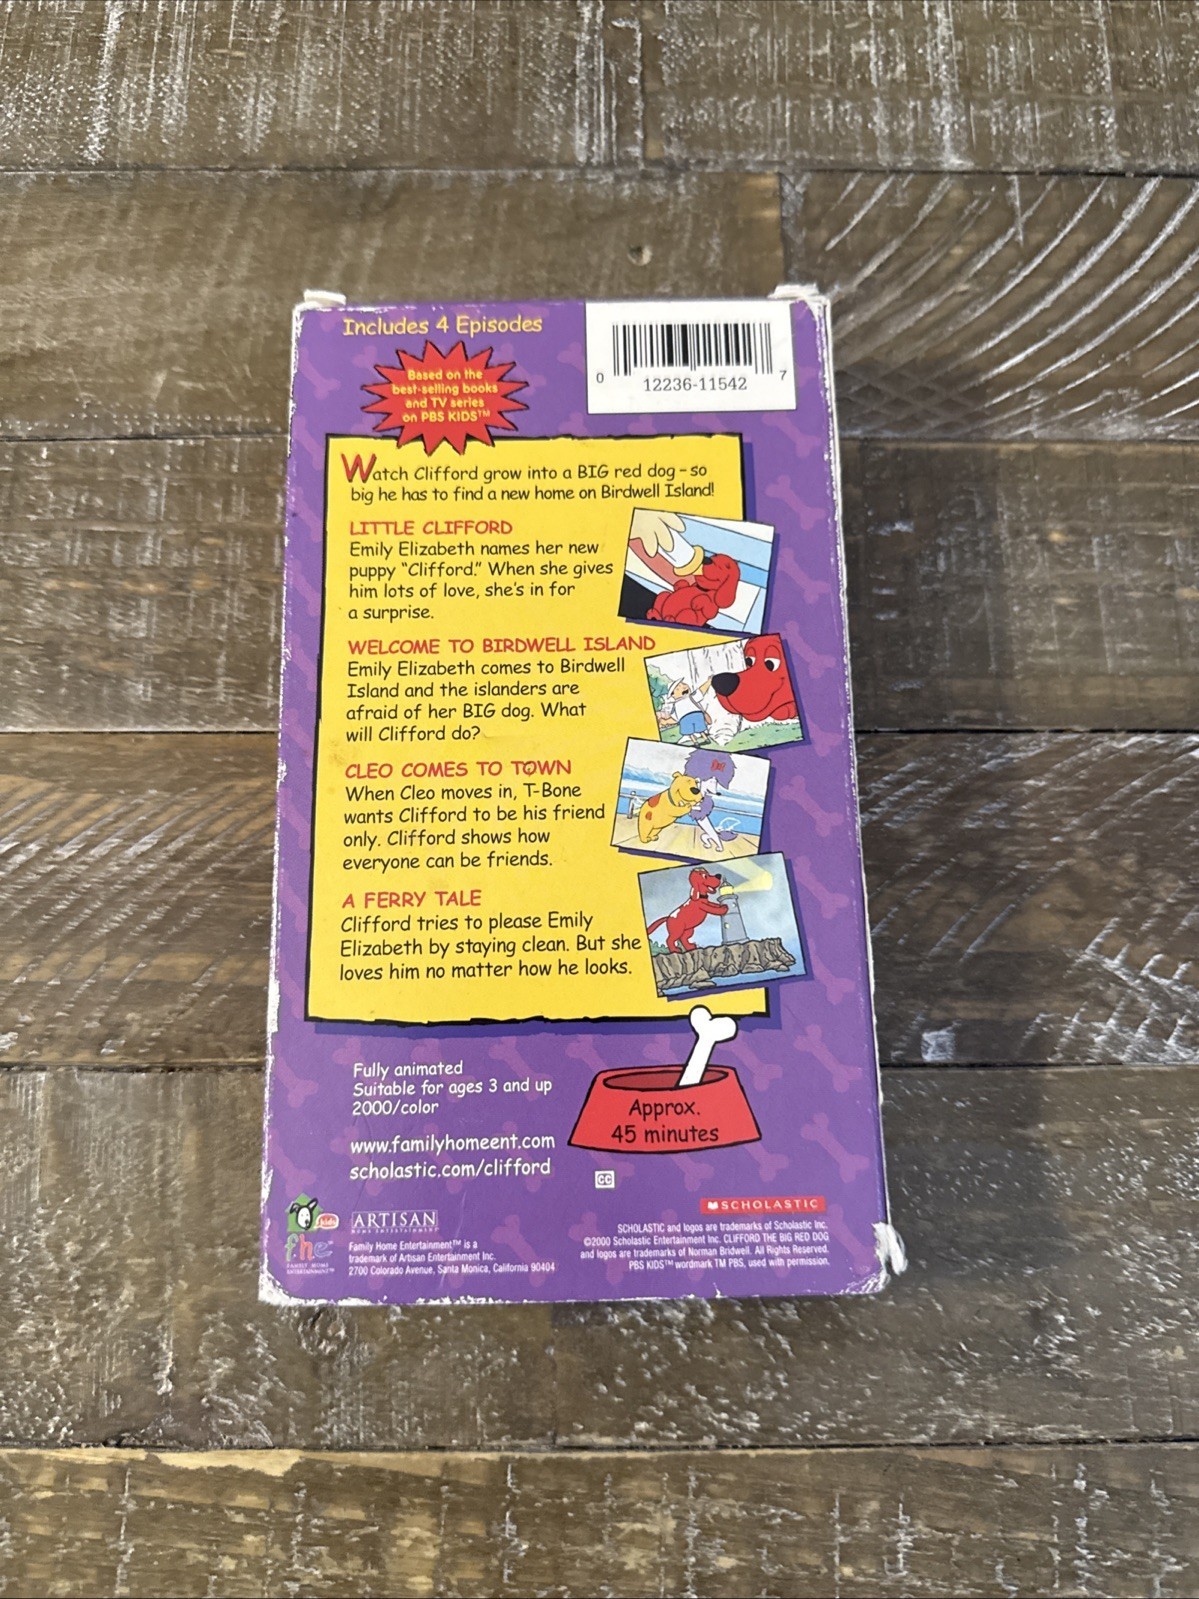 Includes 4 Episodes
Based on the
best-selling books
and TV series
on PBS KIDS™
0 12236-11542 7
Watch Clifford grow into a BIG red dog – so
big he has to find a new home on Birdwell Island!
LITTLE CLIFFORD
Emily Elizabeth names her new
puppy “Clifford.” When she gives
him lots of love, she's in for
a surprise.
WELCOME TO BIRDWELL ISLAND
Emily Elizabeth comes to Birdwell
Island and the islanders are
afraid of her BIG dog. What
will Clifford do?
CLEO COMES TO TOWN
When Cleo moves in, T-Bone
wants Clifford to be his friend
only. Clifford shows how
everyone can be friends.
A FERRY TALE
Clifford tries to please Emily
Elizabeth by staying clean. But she
loves him no matter how he looks.
Fully animated
Suitable for ages 3 and up
2000/color
Approx.
45 minutes
www.familyhomeent.com
scholastic.com/clifford
CC
kids
fhe™
FAMILY HOME
ENTERTAINMENT™
ARTISAN
HOME ENTERTAINMENT
Family Home Entertainment™ is a
trademark of Artisan Entertainment Inc.
2700 Colorado Avenue, Santa Monica, California 90404
SCHOLASTIC
SCHOLASTIC and logos are trademarks of Scholastic Inc.
©2000 Scholastic Entertainment Inc. CLIFFORD THE BIG RED DOG
and logos are trademarks of Norman Bridwell. All Rights Reserved.
PBS KIDS™ wordmark TM PBS, used with permission.